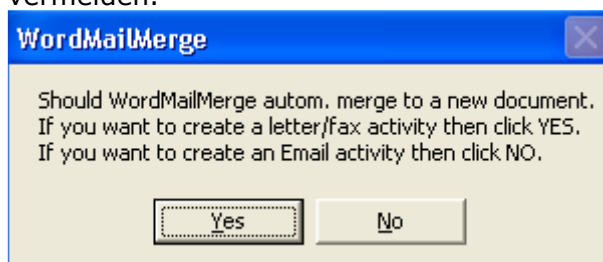 vermeiden:
WordMailMerge
Should WordMailMerge autom. merge to a new document.
If you want to create a letter/fax activity then click YES.
If you want to create an Email activity then click NO.
Yes No